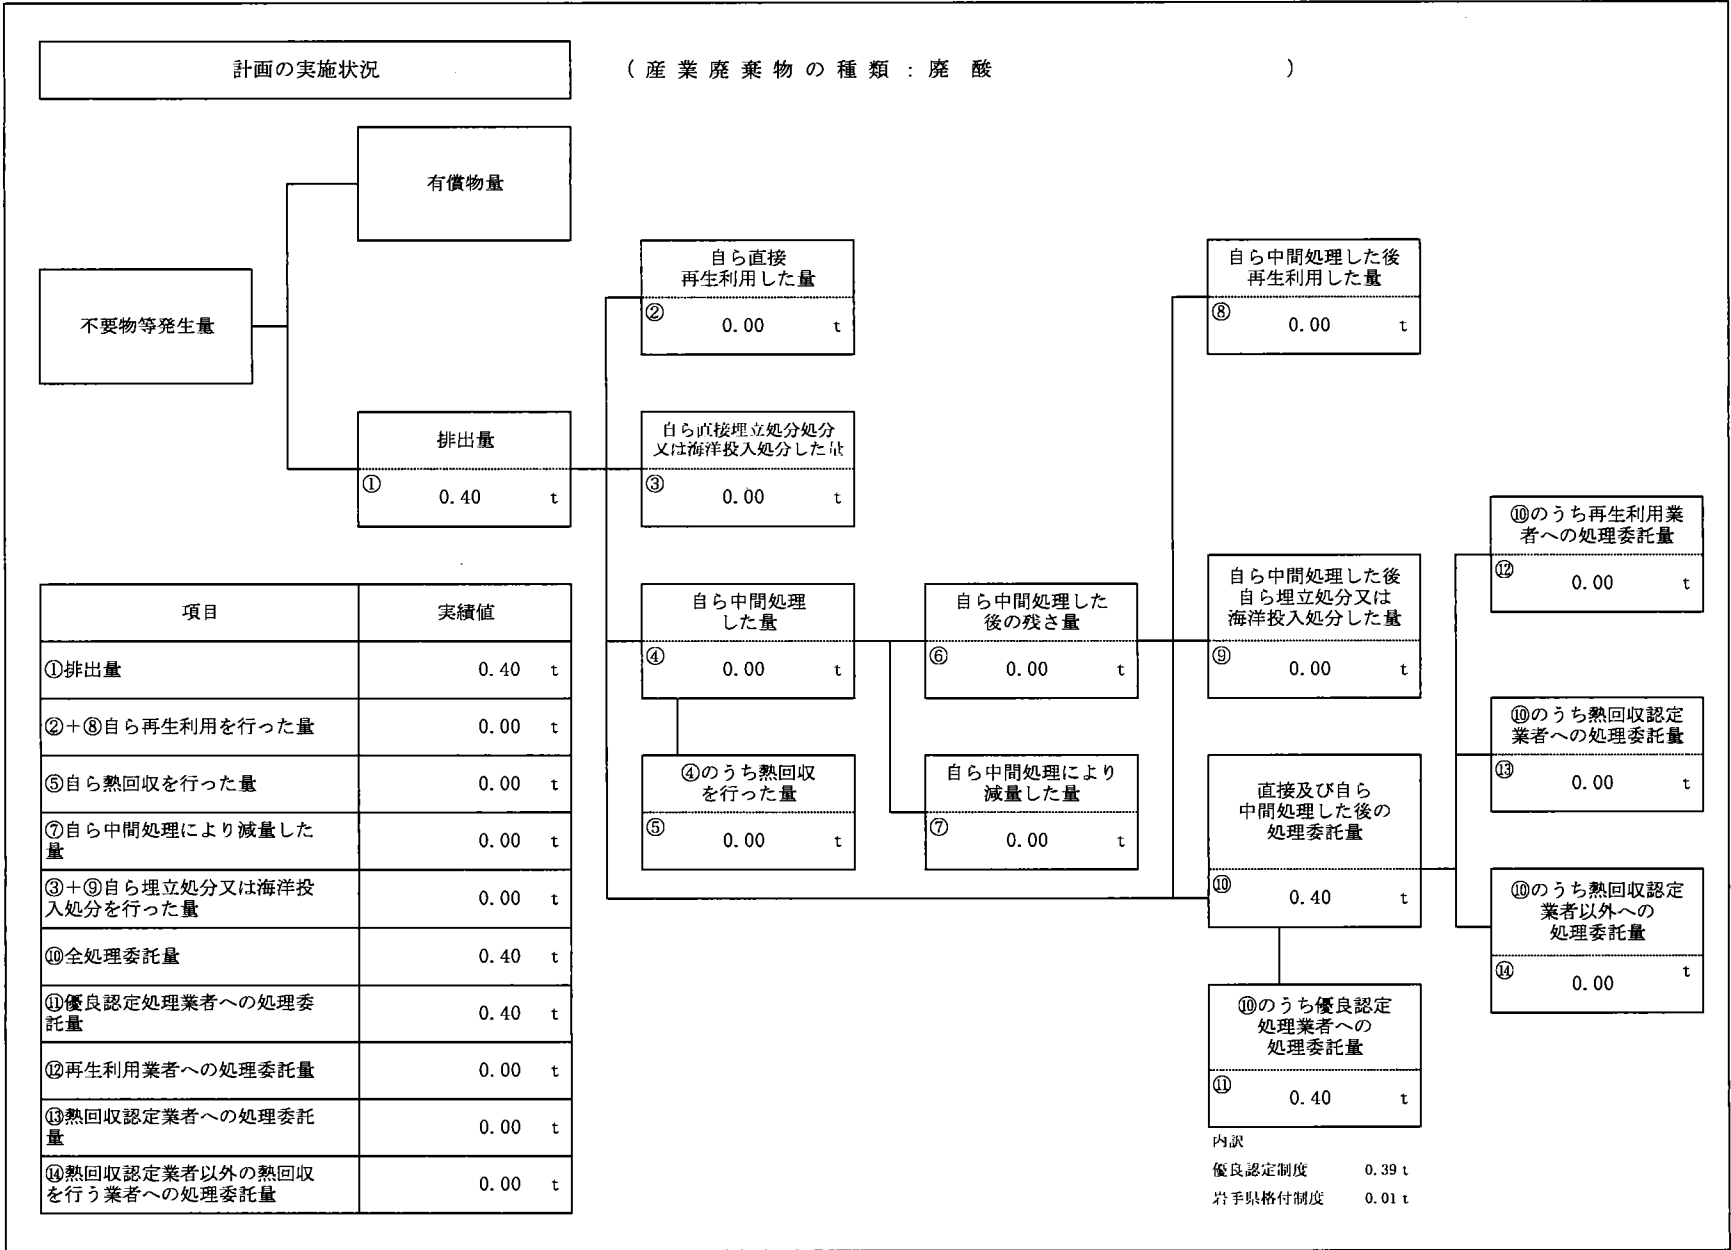 計画の実施状況
(産業廃棄物の種類：廃 酸 )
有償物量
不要物等発生量
排出量
① 0.40 t
自ら直接
再生利用した量
② 0.00 t
自ら直接埋立処分処分
又は海洋投入処分した量
③ 0.00 t
自ら中間処理
した量
④ 0.00 t
④のうち熱回収
を行った量
⑤ 0.00 t
自ら中間処理した
後の残さ量
⑥ 0.00 t
自ら中間処理により
減量した量
⑦ 0.00 t
自ら中間処理した後
再生利用した量
⑧ 0.00 t
自ら中間処理した後
自ら埋立処分又は
海洋投入処分した量
⑨ 0.00 t
直接及び自ら
中間処理した後の
処理委託量
⑩ 0.40 t
⑩のうち優良認定
処理業者への
処理委託量
⑪ 0.40 t
内訳
優良認定制度 0.39 t
岩手県格付制度 0.01 t
⑩のうち再生利用業
者への処理委託量
⑫ 0.00 t
⑩のうち熱回収認定
業者への処理委託量
⑬ 0.00 t
⑩のうち熱回収認定
業者以外への
処理委託量
⑭ 0.00 t
項目 実績値
①排出量 0.40 t
②＋⑧自ら再生利用を行った量 0.00 t
⑤自ら熱回収を行った量 0.00 t
⑦自ら中間処理により減量した
量 0.00 t
③＋⑨自ら埋立処分又は海洋投
入処分を行った量 0.00 t
⑩全処理委託量 0.40 t
⑪優良認定処理業者への処理委
託量 0.40 t
⑫再生利用業者への処理委託量 0.00 t
⑬熱回収認定業者への処理委託
量 0.00 t
⑭熱回収認定業者以外の熱回収
を行う業者への処理委託量 0.00 t